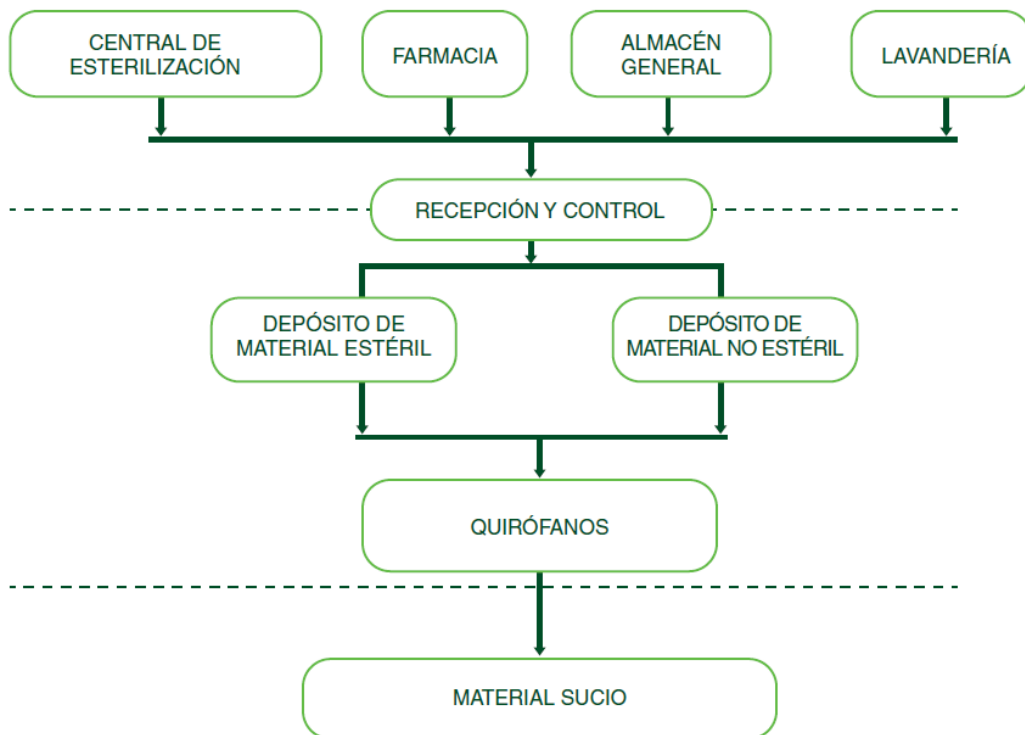 CENTRAL DE
ESTERILIZACIÓN
FARMACIA
ALMACÉN
GENERAL
LAVANDERÍA
RECEPCIÓN Y CONTROL
DEPÓSITO DE
MATERIAL ESTÉRIL
DEPÓSITO DE
MATERIAL NO ESTÉRIL
QUIRÓFANOS
MATERIAL SUCIO